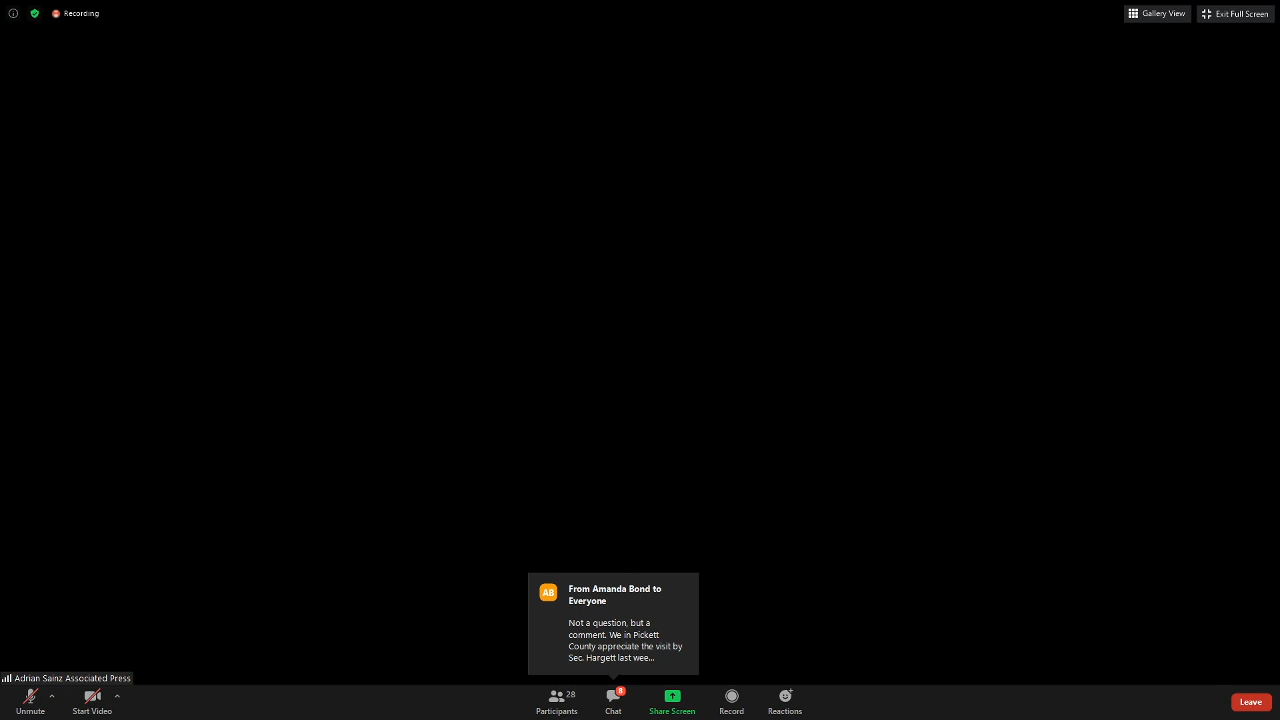 Recording
Gallery View
Exit Full Screen
AB
From Amanda Bond to
Everyone
Not a question, but a
comment. We in Pickett
County appreciate the visit by
Sec. Hargett last wee...
Adrian Sainz Associated Press
Unmute
Start Video
28
Participants
8
Chat
Share Screen
Record
Reactions
Leave